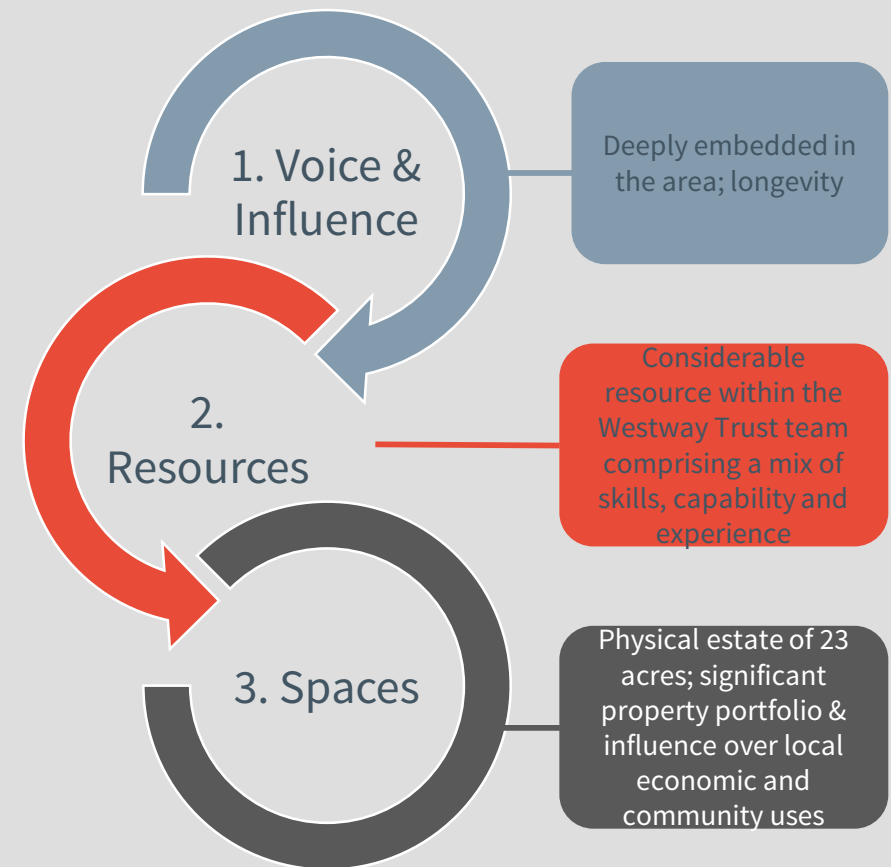 1. Voice &
Influence
Deeply embedded in
the area; longevity
2.
Resources
Considerable
resource within the
Westway Trust team
comprising a mix of
skills, capability and
experience
3. Spaces
Physical estate of 23
acres; significant
property portfolio &
influence over local
economic and
community uses